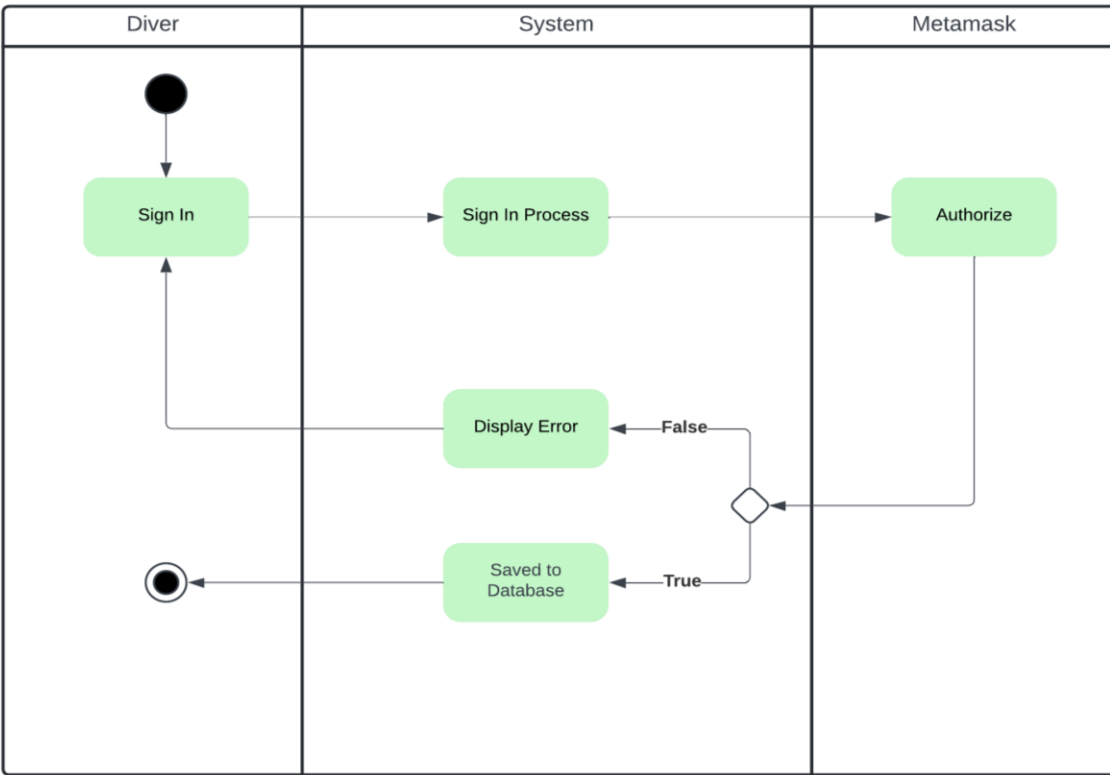 Diver
System
Metamask
Sign In
Sign In Process
Authorize
Display Error
False
Saved to
Database
True